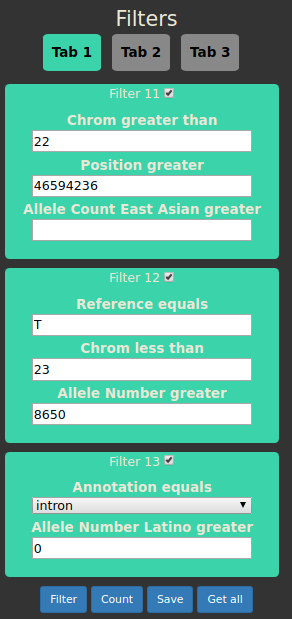 Filters
Tab 1 Tab 2 Tab 3
Filter 11
Chrom greater than
22
Position greater
46594236
Allele Count East Asian greater
Filter 12
Reference equals
T
Chrom less than
23
Allele Number greater
8650
Filter 13
Annotation equals
intron
Allele Number Latino greater
0
Filter Count Save Get all